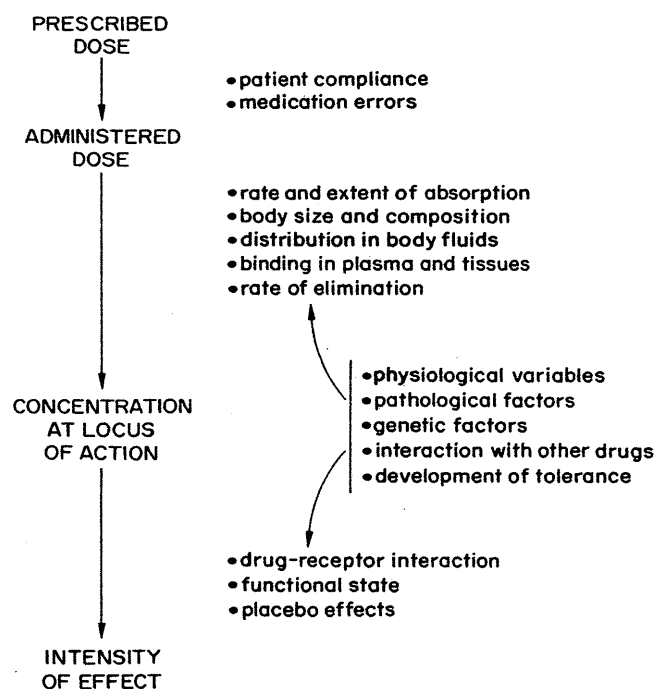 PRESCRIBED
DOSE
•patient compliance
•medication errors
ADMINISTERED
DOSE
•rate and extent of absorption
•body size and composition
•distribution in body fluids
•binding in plasma and tissues
•rate of elimination
•physiological variables
•pathological factors
•genetic factors
•interaction with other drugs
•development of tolerance
CONCENTRATION
AT LOCUS
OF ACTION
•drug-receptor interaction
•functional state
•placebo effects
INTENSITY
OF EFFECT